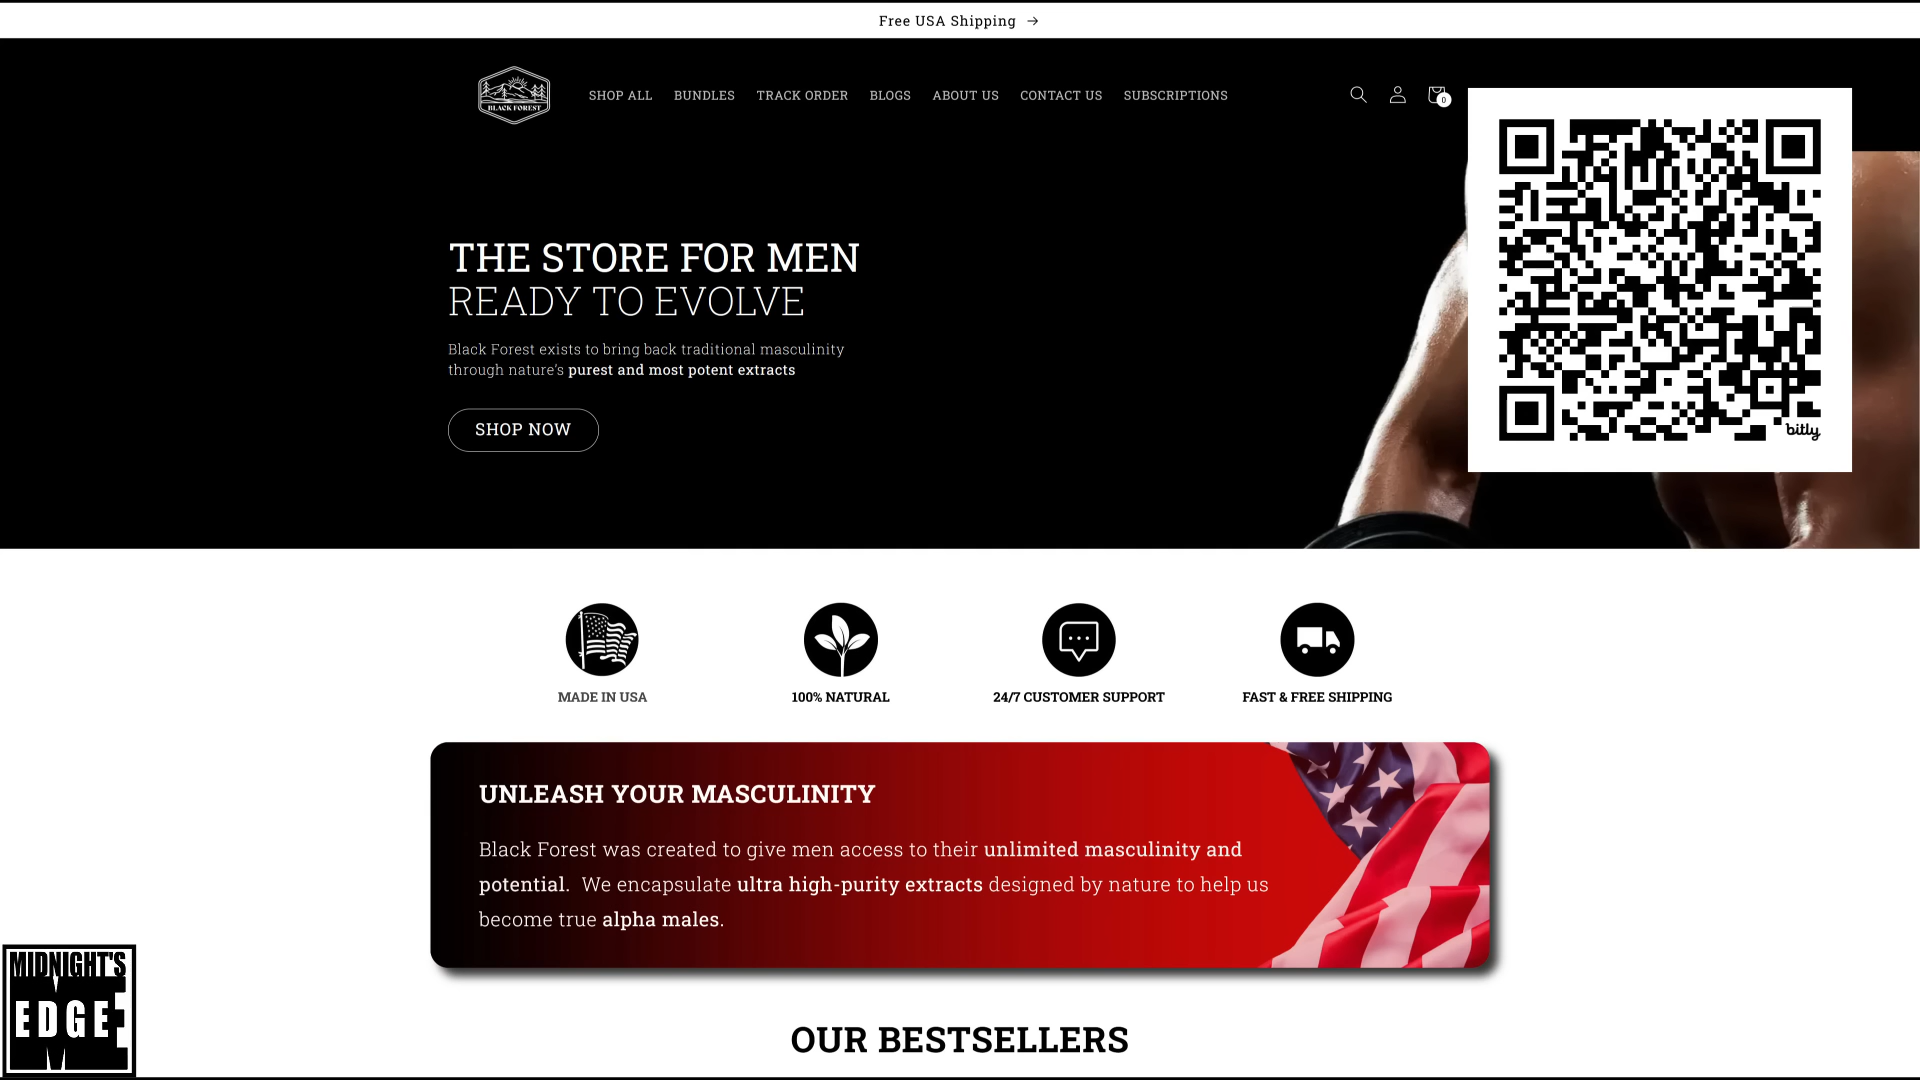 Free USA Shipping
BLACK FOREST
SHOP ALL
BUNDLES
TRACK ORDER
BLOGS
ABOUT US
CONTACT US
SUBSCRIPTIONS
0
THE STORE FOR MEN
READY TO EVOLVE
Black Forest exists to bring back traditional masculinity
through nature's purest and most potent extracts
SHOP NOW
bitly
MADE IN USA
100% NATURAL
24/7 CUSTOMER SUPPORT
FAST & FREE SHIPPING
UNLEASH YOUR MASCULINITY
Black Forest was created to give men access to their unlimited masculinity and
potential. We encapsulate ultra high-purity extracts designed by nature to help us
become true alpha males.
MIDNIGHT'S
EDGE
OUR BESTSELLERS